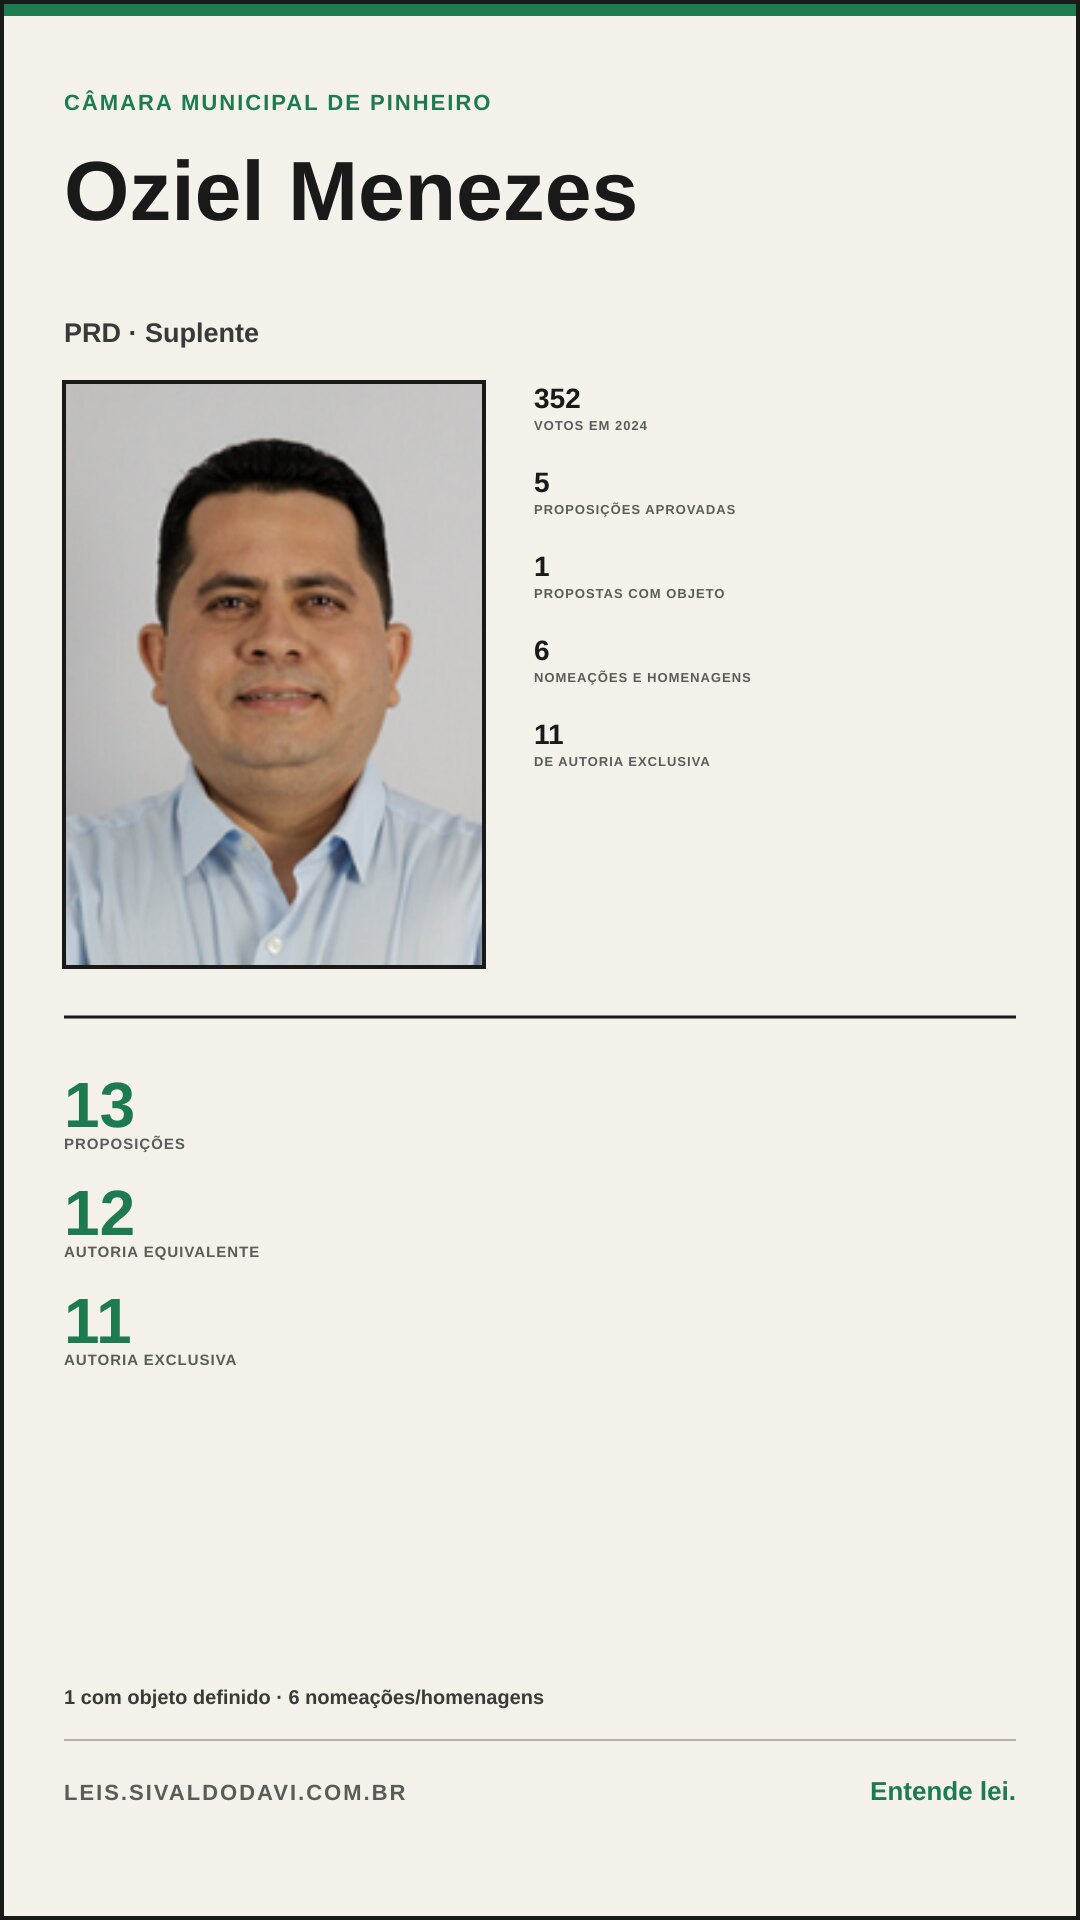 CÂMARA MUNICIPAL DE PINHEIRO
Oziel Menezes
PRD · Suplente
352
VOTOS EM 2024
5
PROPOSIÇÕES APROVADAS
1
PROPOSTAS COM OBJETO
6
NOMEAÇÕES E HOMENAGENS
11
DE AUTORIA EXCLUSIVA
13
PROPOSIÇÕES
12
AUTORIA EQUIVALENTE
11
AUTORIA EXCLUSIVA
1 com objeto definido · 6 nomeações/homenagens
LEIS.SIVALDODAVI.COM.BR
Entende lei.